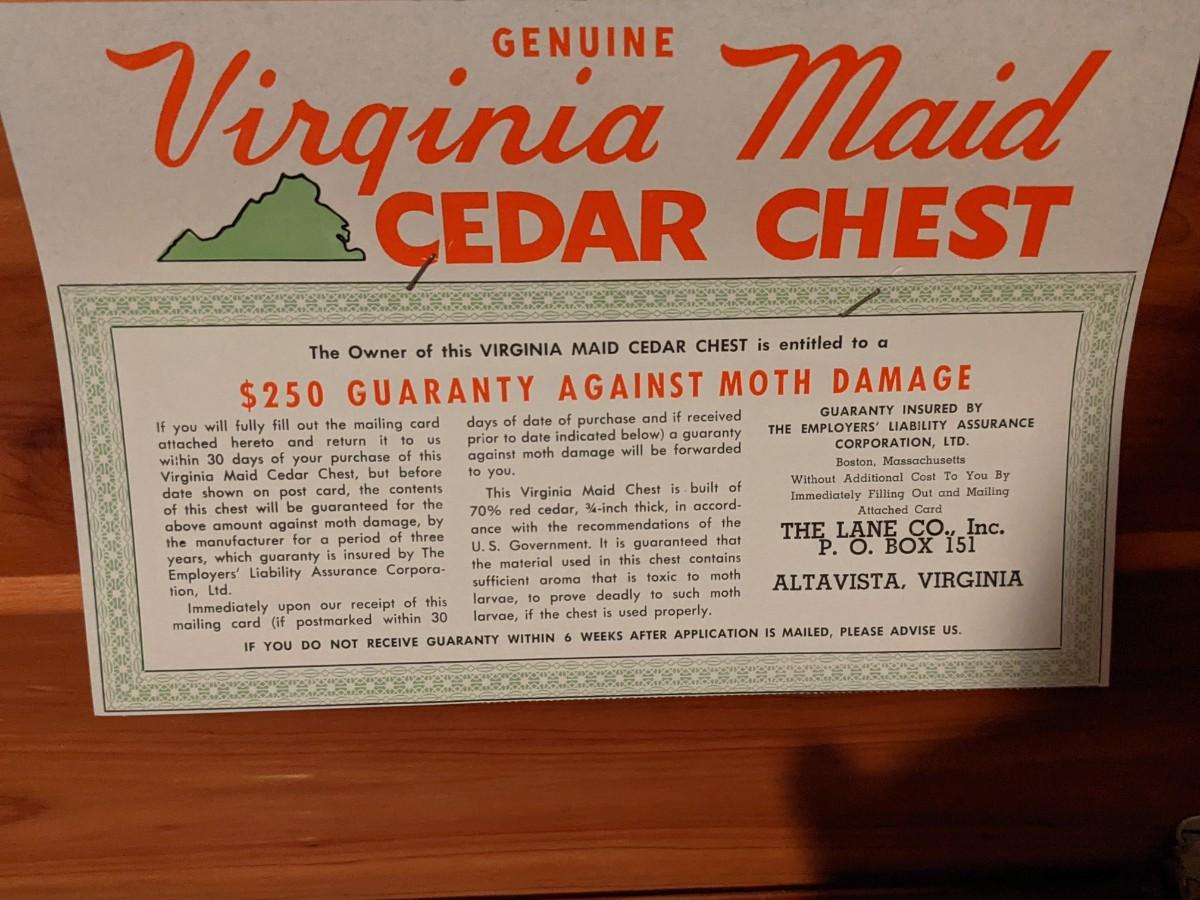 GENUINE
Virginia Maid
CEDAR CHEST
The Owner of this VIRGINIA MAID CEDAR CHEST is entitled to a
$250 GUARANTY AGAINST MOTH DAMAGE
If you will fully fill out the mailing card
attached hereto and return it to us
within 30 days of your purchase of this
Virginia Maid Cedar Chest, but before
date shown on post card, the contents
of this chest will be guaranteed for the
above amount against moth damage, by
the manufacturer for a period of three
years, which guaranty is insured by The
Employers' Liability Assurance Corpora-
tion, Ltd.
Immediately upon our receipt of this
mailing card (if postmarked within 30
days of date of purchase and if received
prior to date indicated below) a guaranty
against moth damage will be forwarded
to you.
This Virginia Maid Chest is built of
70% red cedar, ¾-inch thick, in accord-
ance with the recommendations of the
U. S. Government. It is guaranteed that
the material used in this chest contains
sufficient aroma that is toxic to moth
larvae, to prove deadly to such moth
larvae, if the chest is used properly.
GUARANTY INSURED BY
THE EMPLOYERS' LIABILITY ASSURANCE
CORPORATION, LTD.
Boston, Massachusetts
Without Additional Cost To You By
Immediately Filling Out and Mailing
Attached Card
THE LANE CO., Inc.
P. O. BOX 151
ALTAVISTA, VIRGINIA
IF YOU DO NOT RECEIVE GUARANTY WITHIN 6 WEEKS AFTER APPLICATION IS MAILED, PLEASE ADVISE US.